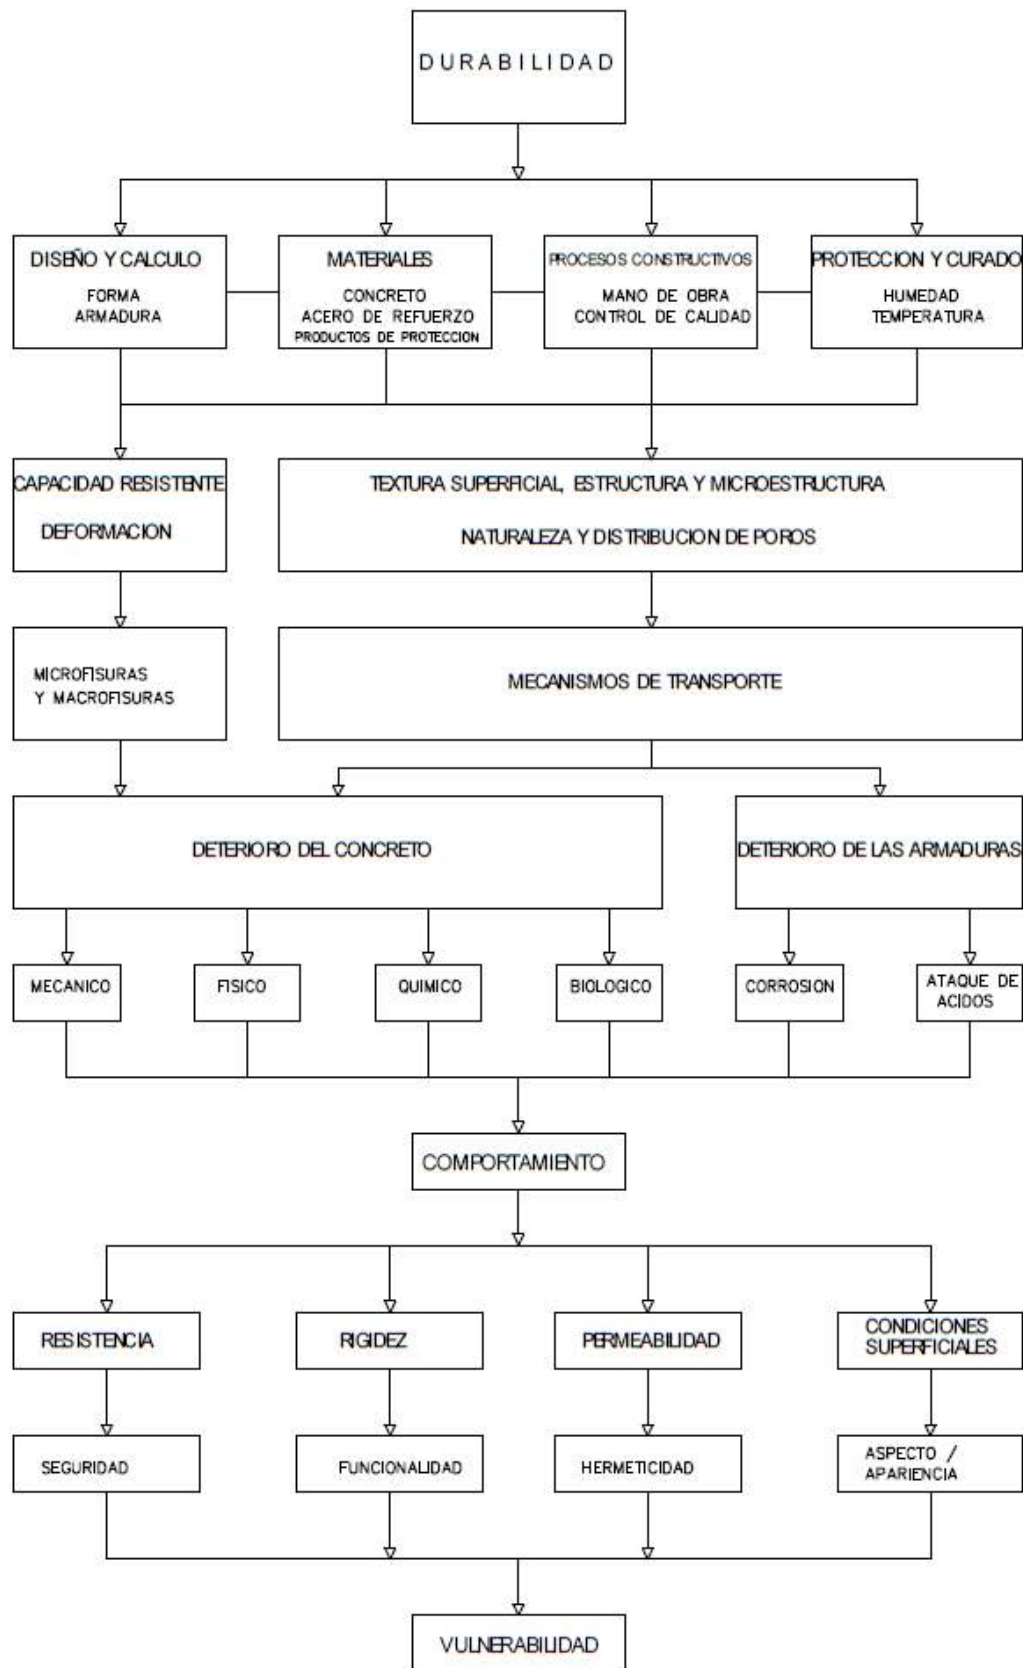 DURABILIDAD
DISEÑO Y CALCULO
FORMA
ARMADURA
MATERIALES
CONCRETO
ACERO DE REFUERZO
PRODUCTOS DE PROTECCION
PROCESOS CONSTRUCTIVOS
MANO DE OBRA
CONTROL DE CALIDAD
PROTECCION Y CURADO
HUMEDAD
TEMPERATURA
CAPACIDAD RESISTENTE
DEFORMACION
TEXTURA SUPERFICIAL, ESTRUCTURA Y MICROESTRUCTURA
NATURALEZA Y DISTRIBUCION DE POROS
MICROFISURAS
Y MACROFISURAS
MECANISMOS DE TRANSPORTE
DETERIORO DEL CONCRETO
DETERIORO DE LAS ARMADURAS
MECANICO
FISICO
QUIMICO
BIOLOGICO
CORROSION
ATAQUE DE
ACIDOS
COMPORTAMIENTO
RESISTENCIA
RIGIDEZ
PERMEABILIDAD
CONDICIONES
SUPERFICIALES
SEGURIDAD
FUNCIONALIDAD
HERMETICIDAD
ASPECTO /
APARIENCIA
VULNERABILIDAD